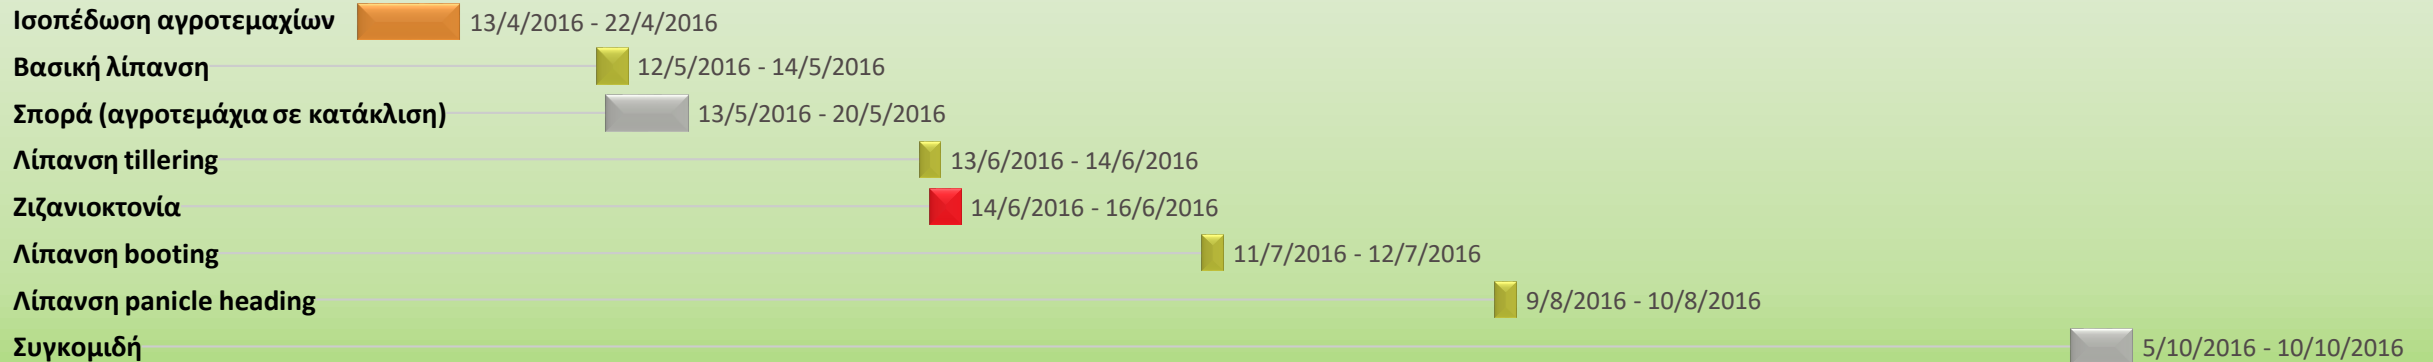 Ισοπέδωση αγροτεμαχίων 13/4/2016 - 22/4/2016
Βασική λίπανση 12/5/2016 - 14/5/2016
Σπορά (αγροτεμάχια σε κατάκλιση) 13/5/2016 - 20/5/2016
Λίπανση tillering 13/6/2016 - 14/6/2016
Ζιζανιοκτονία 14/6/2016 - 16/6/2016
Λίπανση booting 11/7/2016 - 12/7/2016
Λίπανση panicle heading 9/8/2016 - 10/8/2016
Συγκομιδή 5/10/2016 - 10/10/2016